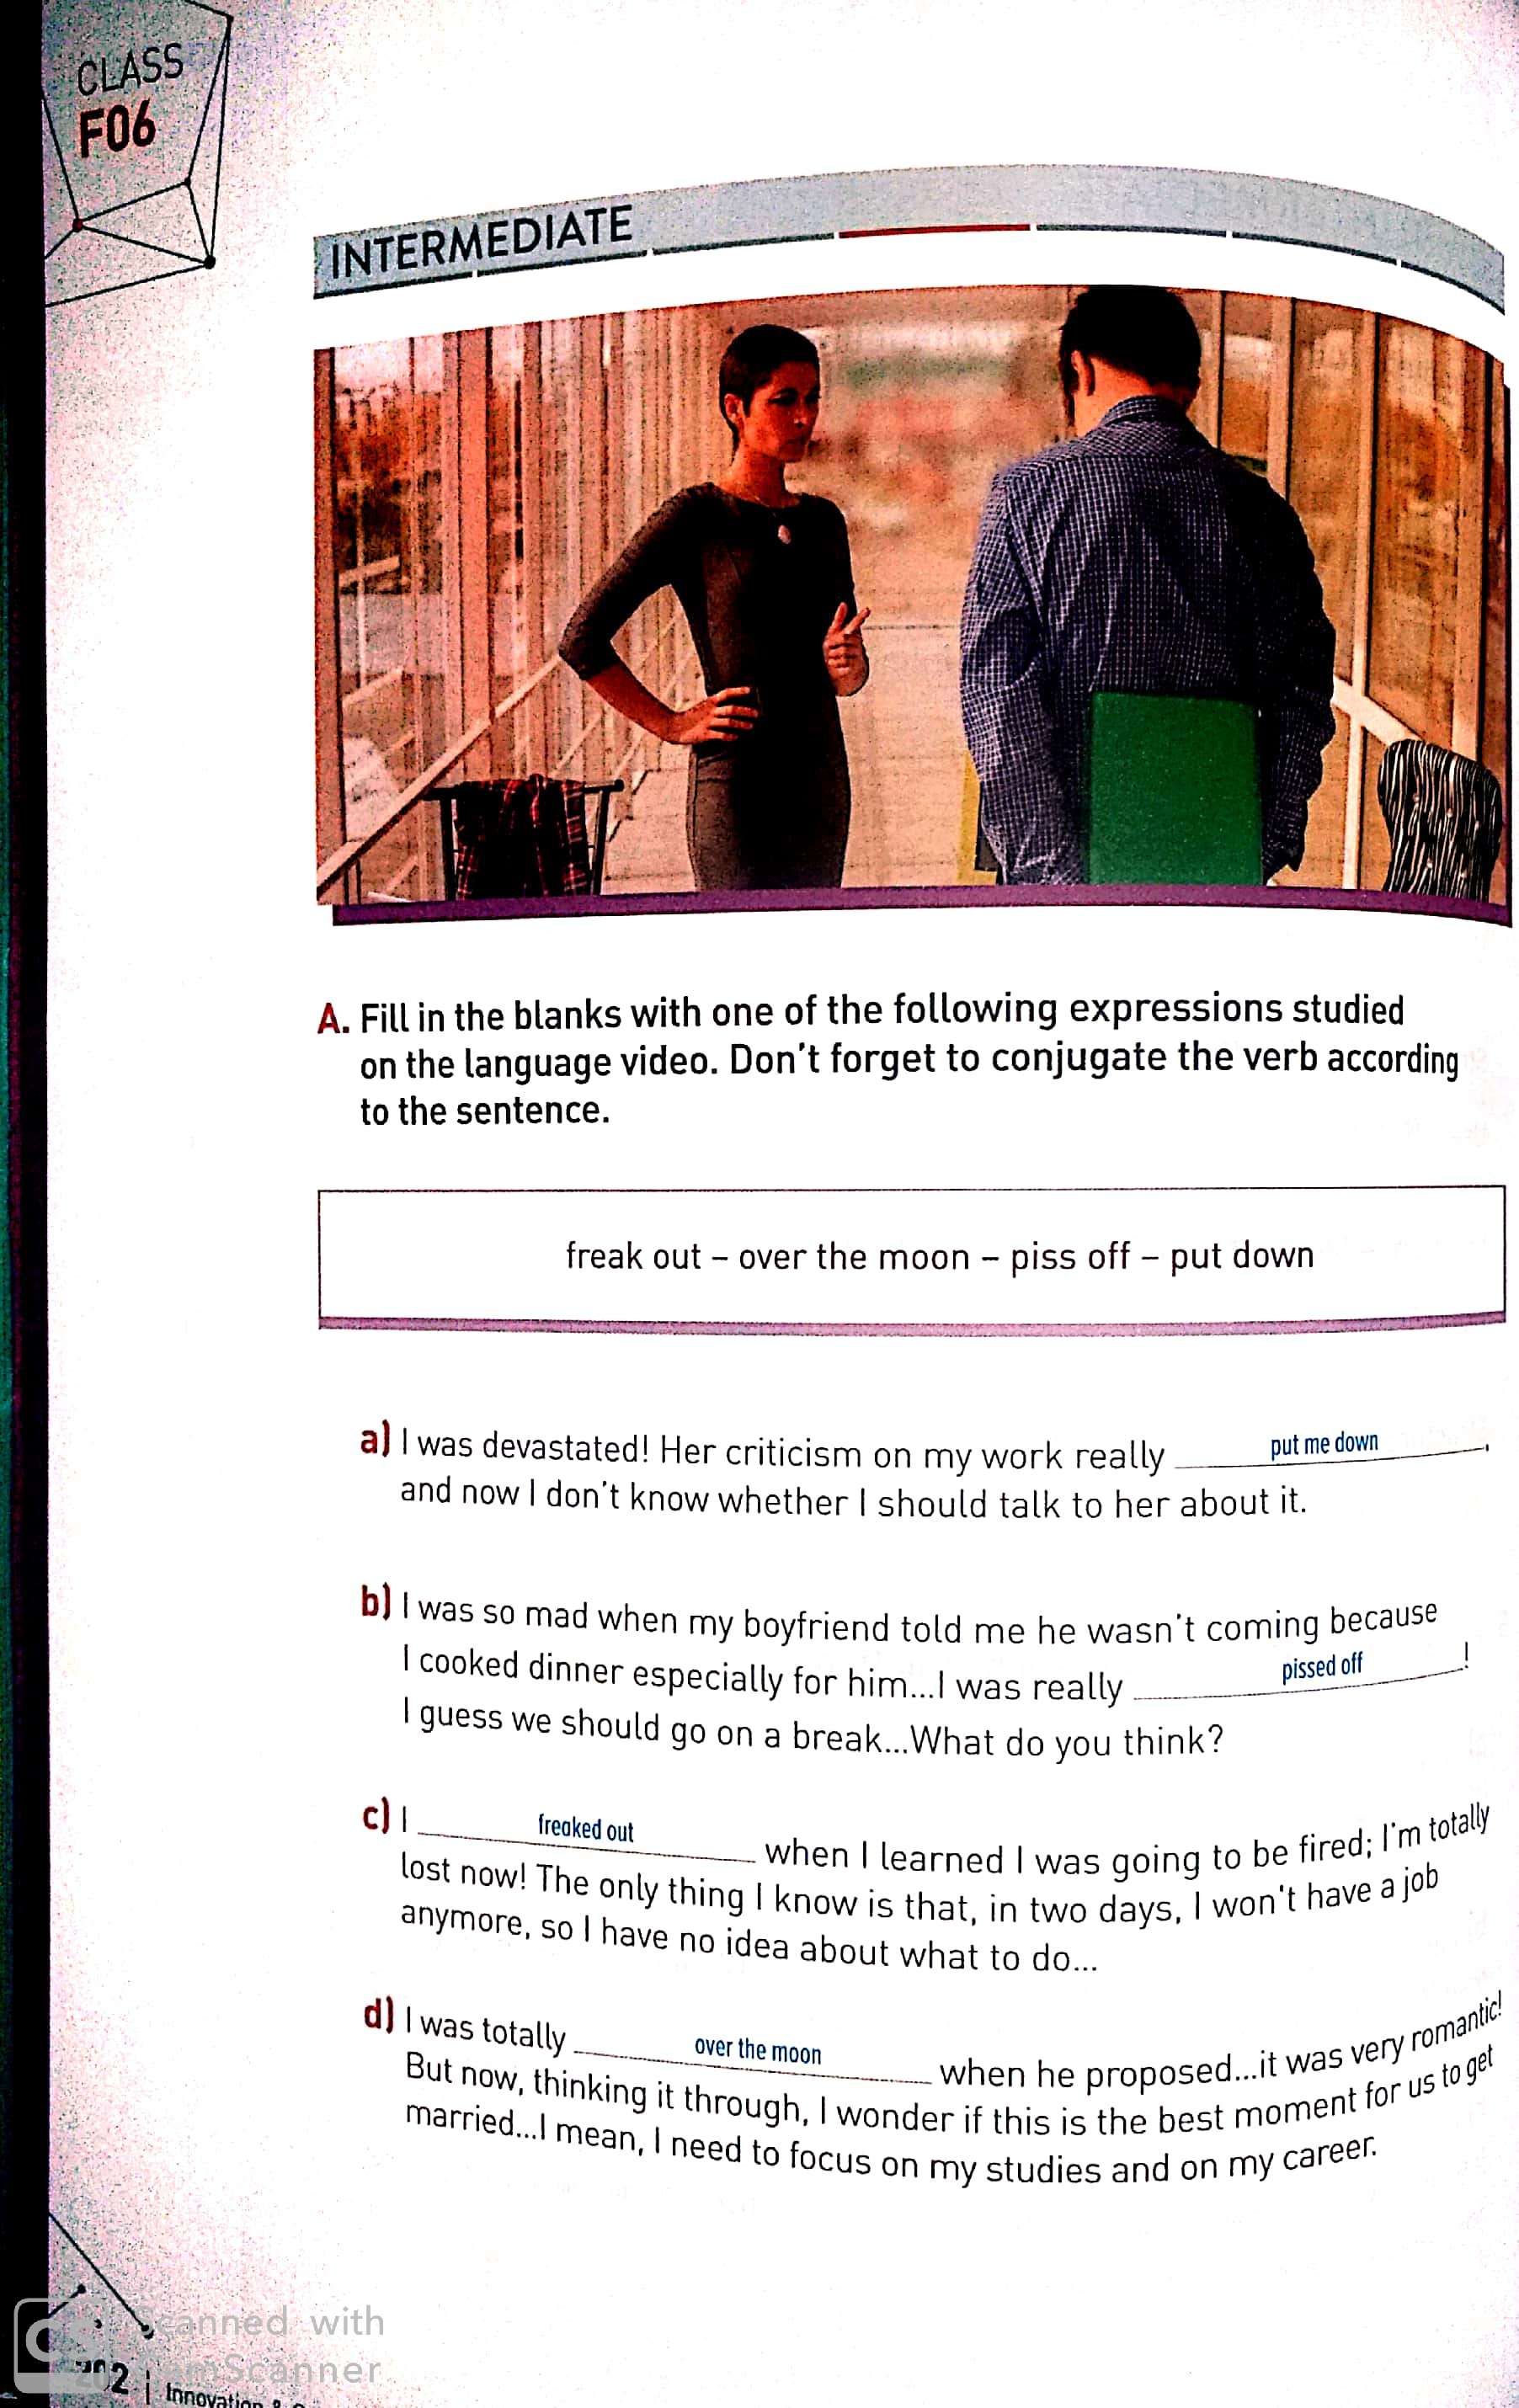 CLASS
F06
INTERMEDIATE
A. Fill in the blanks with one of the following expressions studied
on the language video. Don't forget to conjugate the verb according
to the sentence.
freak out – over the moon – piss off – put down
a) I was devastated! Her criticism on my work really put me down,
and now I don't know whether I should talk to her about it.
b) I was so mad when my boyfriend told me he wasn't coming because
I cooked dinner especially for him...I was really pissed off!
I guess we should go on a break...What do you think?
c) I freaked out when I learned I was going to be fired; I'm totally
lost now! The only thing I know is that, in two days, I won't have a job
anymore, so I have no idea about what to do...
d) I was totally over the moon when he proposed...it was very romantic!
But now, thinking it through, I wonder if this is the best moment for us to get
married...I mean, I need to focus on my studies and on my career.
CS Scanned with
CamScanner
| Innovation &